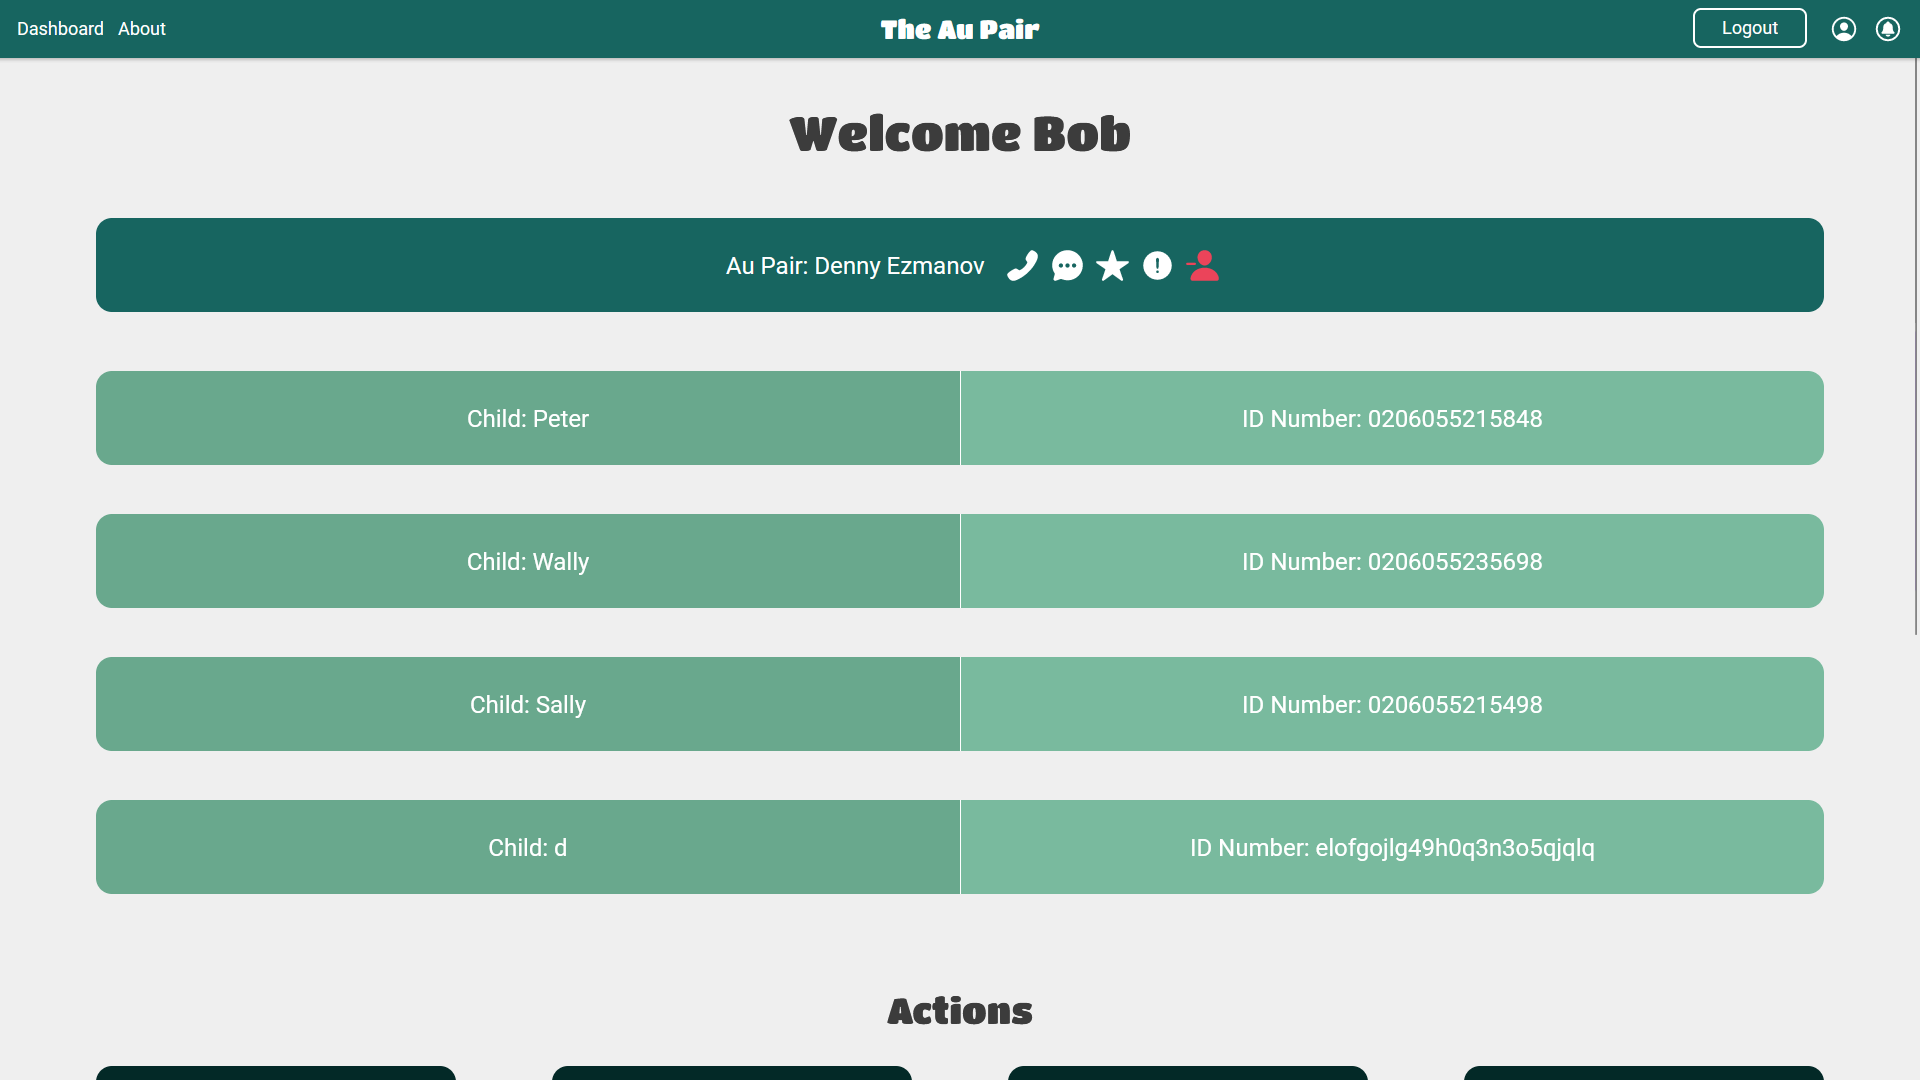 Dashboard About The Au Pair Logout
Welcome Bob
Au Pair: Denny Ezmanov
Child: Peter ID Number: 0206055215848
Child: Wally ID Number: 0206055235698
Child: Sally ID Number: 0206055215498
Child: d ID Number: elofgojlg49h0q3n3o5qjqlq
Actions